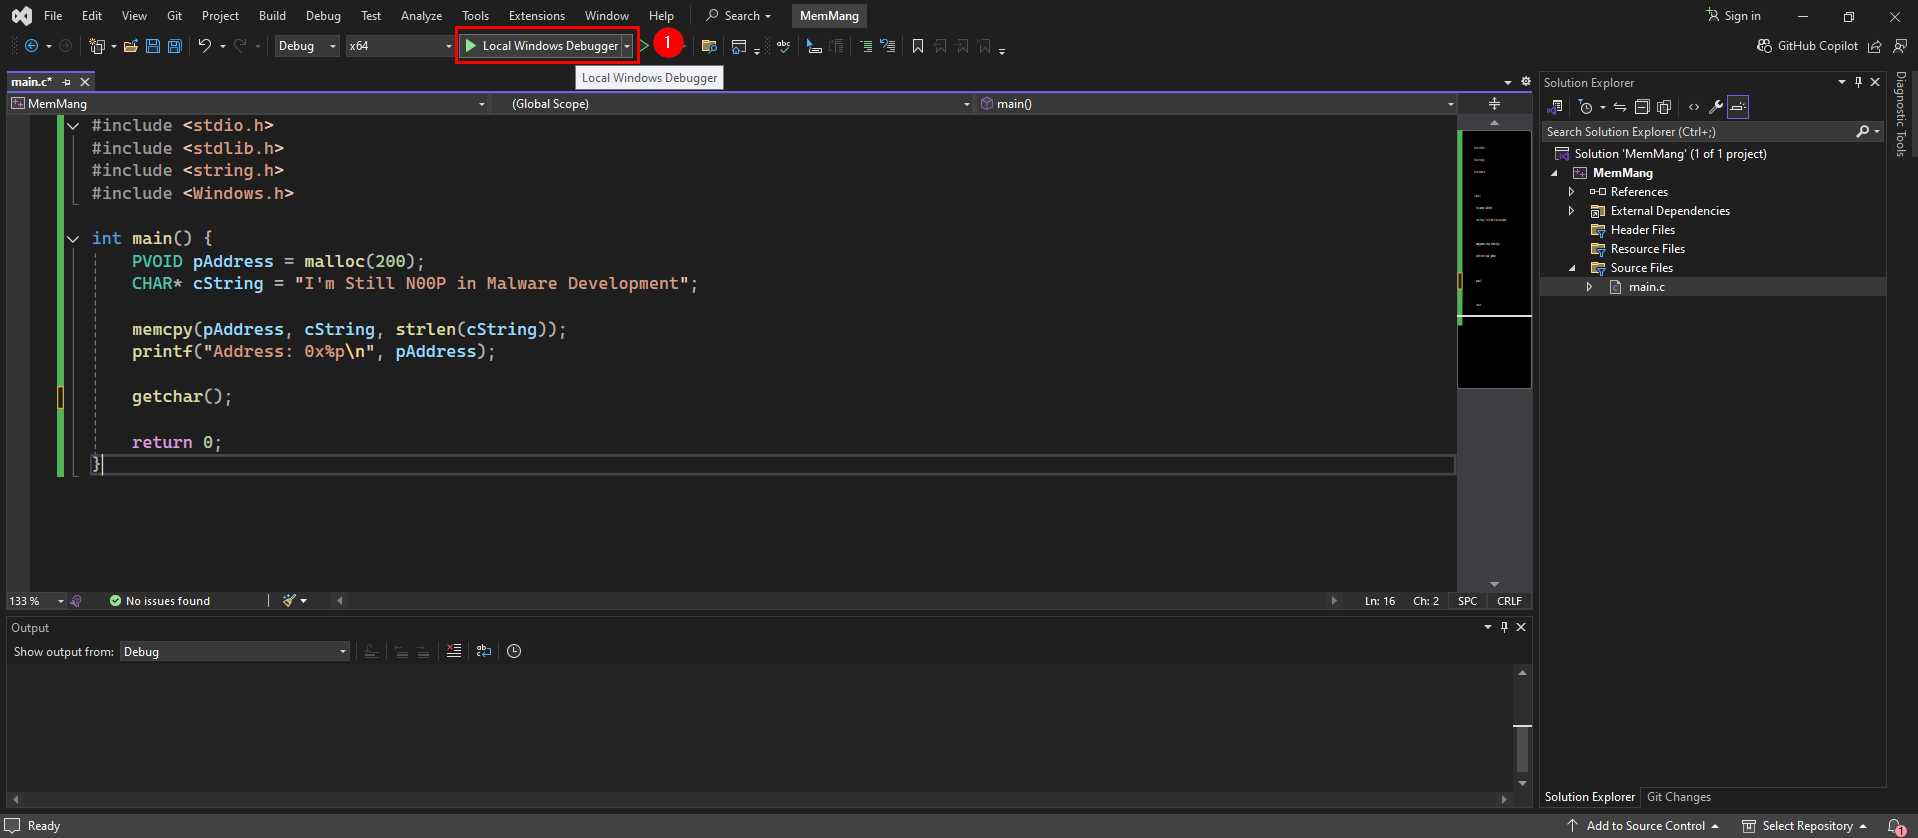 File Edit View Git Project Build Debug Test Analyze Tools Extensions Window Help Search MemMang Sign in
Debug x64 Local Windows Debugger 1 GitHub Copilot
Local Windows Debugger
main.c*
MemMang (Global Scope) main()
#include <stdio.h>
#include <stdlib.h>
#include <string.h>
#include <Windows.h>
int main() {
PVOID pAddress = malloc(200);
CHAR* cString = "I'm Still N00P in Malware Development";
memcpy(pAddress, cString, strlen(cString));
printf("Address: 0x%p\n", pAddress);
getchar();
return 0;
}
133 % No issues found Ln: 16 Ch: 2 SPC CRLF
Output
Show output from: Debug
Solution Explorer
Search Solution Explorer (Ctrl+;)
Solution 'MemMang' (1 of 1 project)
MemMang
References
External Dependencies
Header Files
Resource Files
Source Files
main.c
Solution Explorer Git Changes
Diagnostic Tools
Ready Add to Source Control Select Repository 1